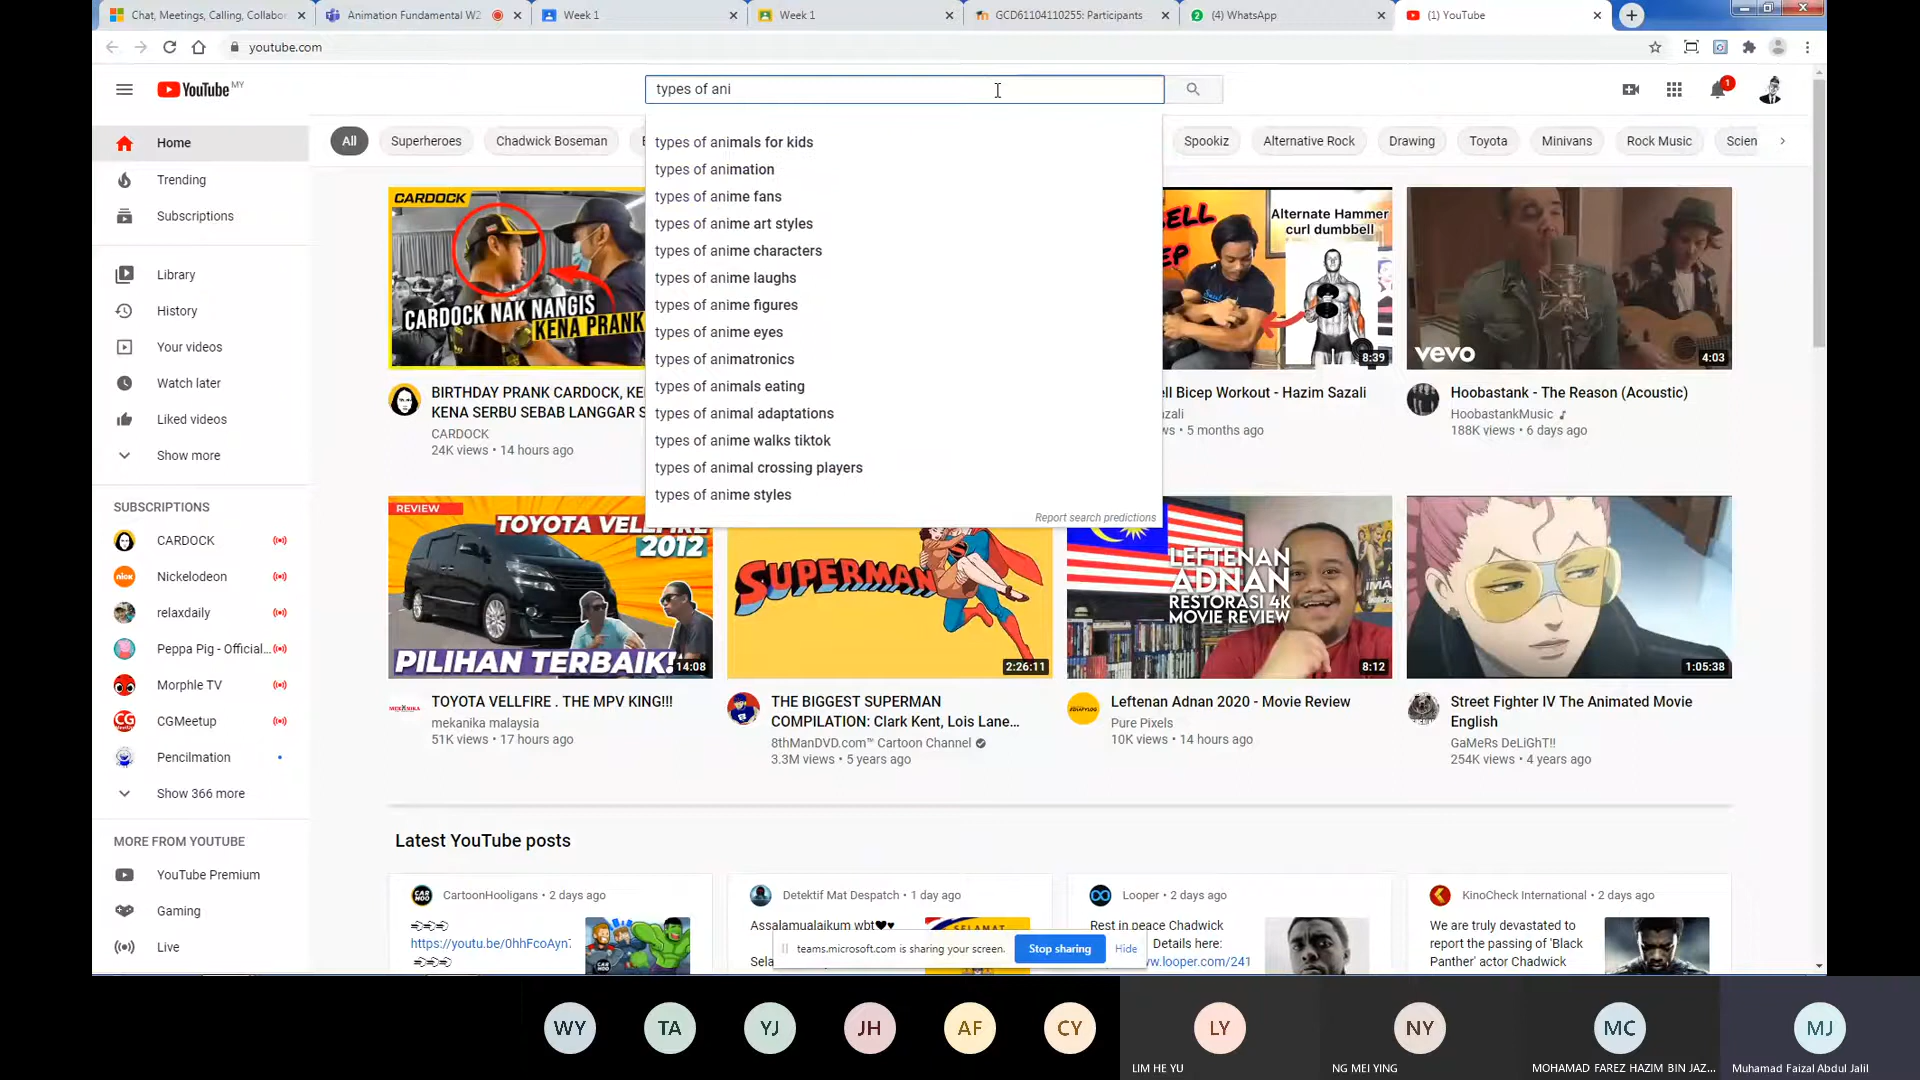 Chat, Meetings, Calling, Collabor
Animation Fundamental W2
Week 1
Week 1
GCD61104110255: Participants
(4) WhatsApp
(1) YouTube
youtube.com
YouTube MY
types of ani
1
Home
Trending
Subscriptions
Library
History
Your videos
Watch later
Liked videos
Show more
SUBSCRIPTIONS
CARDOCK
Nickelodeon
relaxdaily
Peppa Pig - Official...
Morphle TV
CGMeetup
Pencilmation
Show 366 more
MORE FROM YOUTUBE
YouTube Premium
Gaming
Live
All
Superheroes
Chadwick Boseman
Spookiz
Alternative Rock
Drawing
Toyota
Minivans
Rock Music
Scien
types of animals for kids
types of animation
types of anime fans
types of anime art styles
types of anime characters
types of anime laughs
types of anime figures
types of anime eyes
types of animatronics
types of animals eating
types of animal adaptations
types of anime walks tiktok
types of animal crossing players
types of anime styles
Report search predictions
CARDOCK
CARDOCK NAK NANGIS
KENA PRANK
BIRTHDAY PRANK CARDOCK, KE
KENA SERBU SEBAB LANGGAR S
CARDOCK
24K views • 14 hours ago
ELL
EP
Alternate Hammer
curl dumbbell
8:39
ll Bicep Workout - Hazim Sazali
zali
ws • 5 months ago
vevo
4:03
Hoobastank - The Reason (Acoustic)
HoobastankMusic
188K views • 6 days ago
REVIEW
TOYOTA VELLFIRE
2012
PILIHAN TERBAIK!
14:08
TOYOTA VELLFIRE . THE MPV KING!!!
mekanika malaysia
51K views • 17 hours ago
SUPERMAN
2:26:11
THE BIGGEST SUPERMAN
COMPILATION: Clark Kent, Lois Lane...
8thManDVD.com™ Cartoon Channel
3.3M views • 5 years ago
LEFTENAN
ADNAN
RESTORASI 4K
MOVIE REVIEW
8:12
Leftenan Adnan 2020 - Movie Review
Pure Pixels
10K views • 14 hours ago
1:05:38
Street Fighter IV The Animated Movie
English
GaMeRs DeLiGhT!!
254K views • 4 years ago
Latest YouTube posts
CartoonHooligans • 2 days ago
https://youtu.be/0hhFcoAyn7
Detektif Mat Despatch • 1 day ago
Assalamualaikum wbt
SELAMAT
Sela
Looper • 2 days ago
Rest in peace Chadwick
Details here:
w.looper.com/241
KinoCheck International • 2 days ago
We are truly devastated to
report the passing of 'Black
Panther' actor Chadwick
teams.microsoft.com is sharing your screen.
Stop sharing
Hide
WY
TA
YJ
JH
AF
CY
LY
NY
MC
MJ
LIM HE YU
NG MEI YING
MOHAMAD FAREZ HAZIM BIN JAZ...
Muhamad Faizal Abdul Jalil